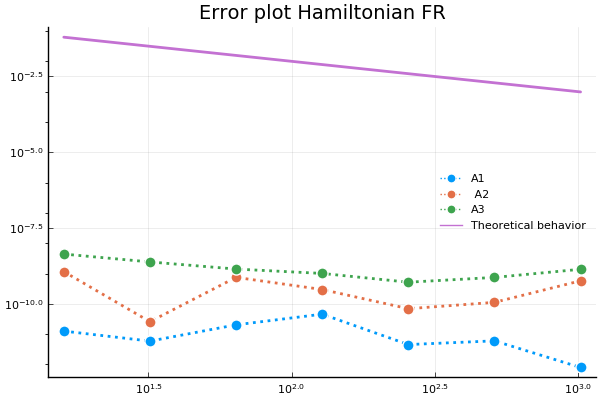 Error plot Hamiltonian FR
10^-2.5
10^-5.0
10^-7.5
10^-10.0
A1
A2
A3
Theoretical behavior
10^1.5 10^2.0 10^2.5 10^3.0